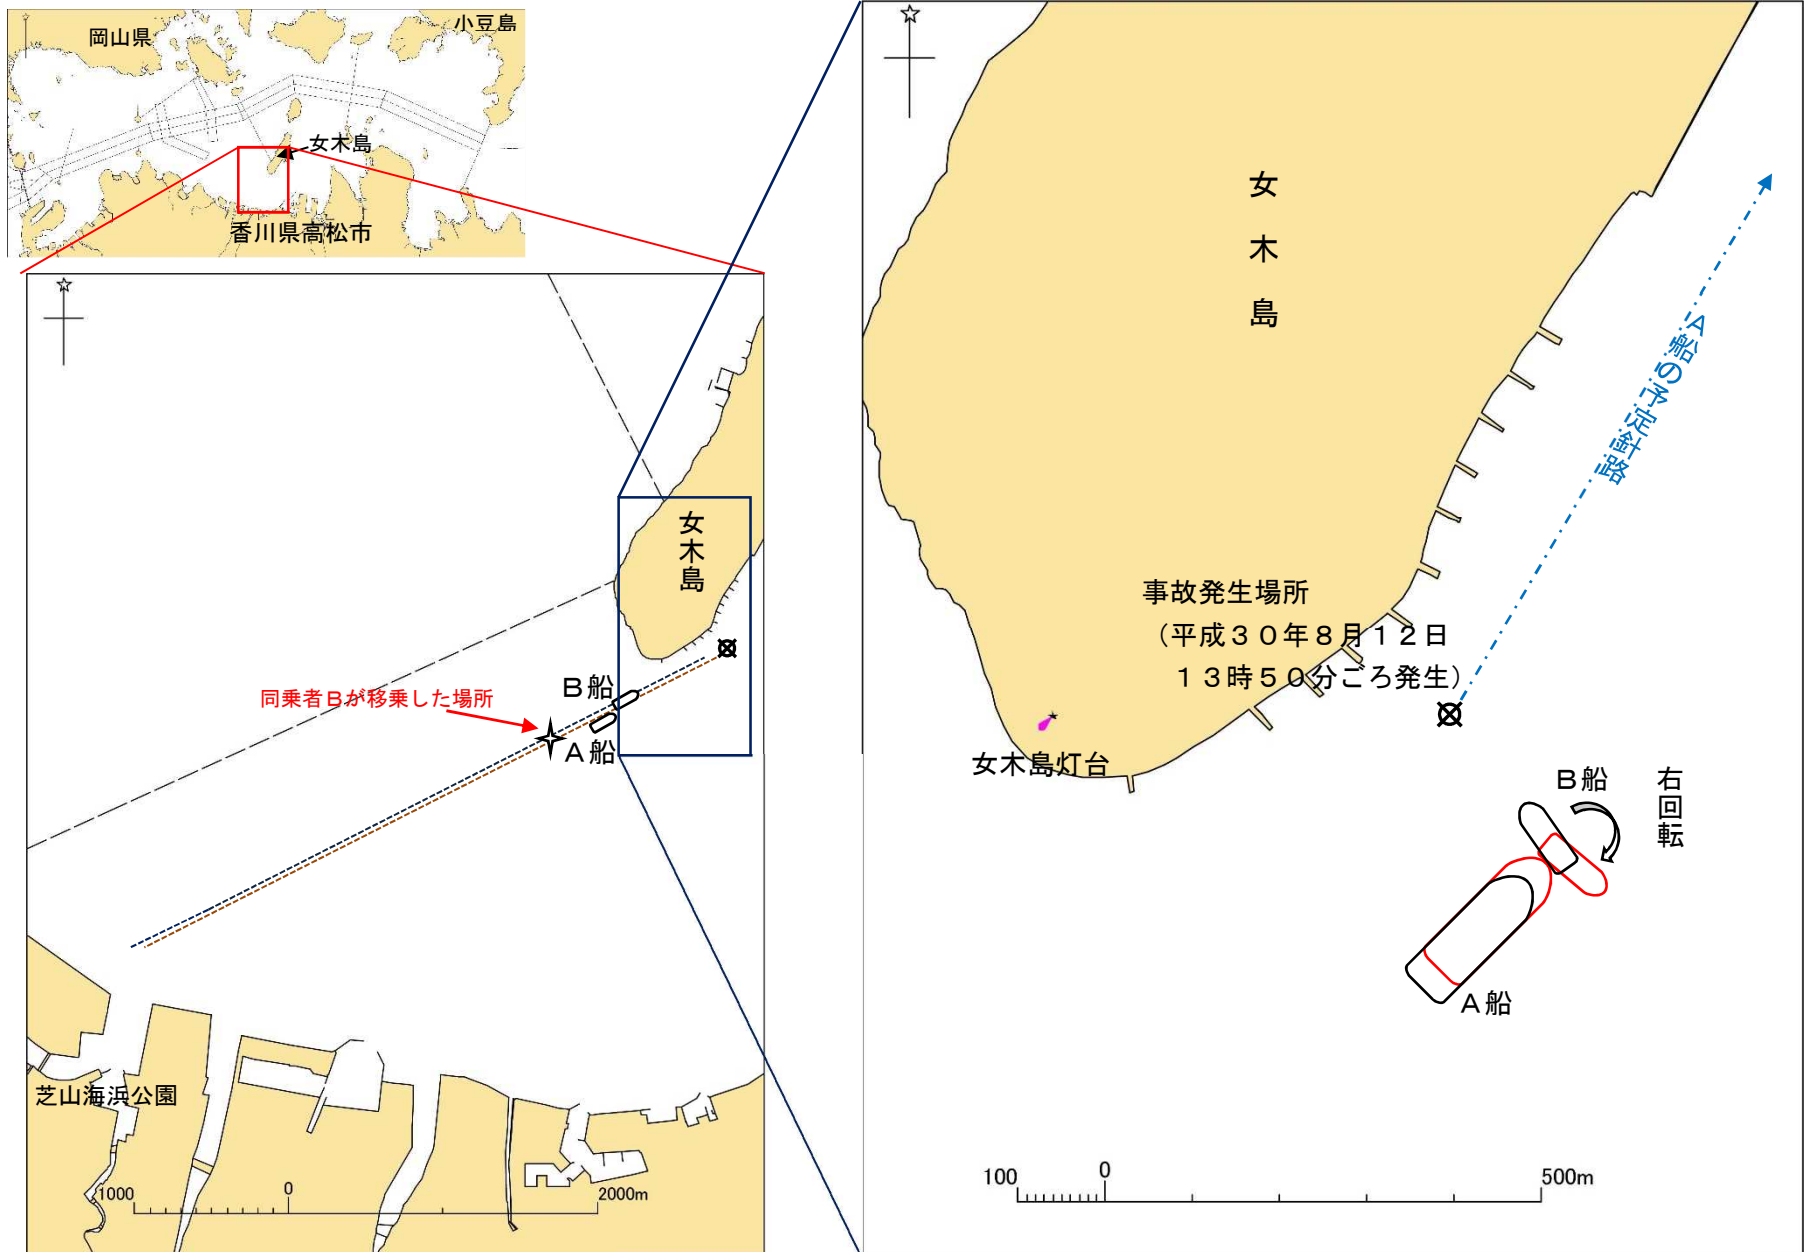 岡山県
小豆島
女木島
香川県高松市
女木島
B船
同乗者Bが移乗した場所
A船
芝山海浜公園
1000
0
2000m
女木島
A船の予定針路
事故発生場所
（平成30年8月12日
13時50分ごろ発生）
女木島灯台
B船
右回転
A船
100
0
500m